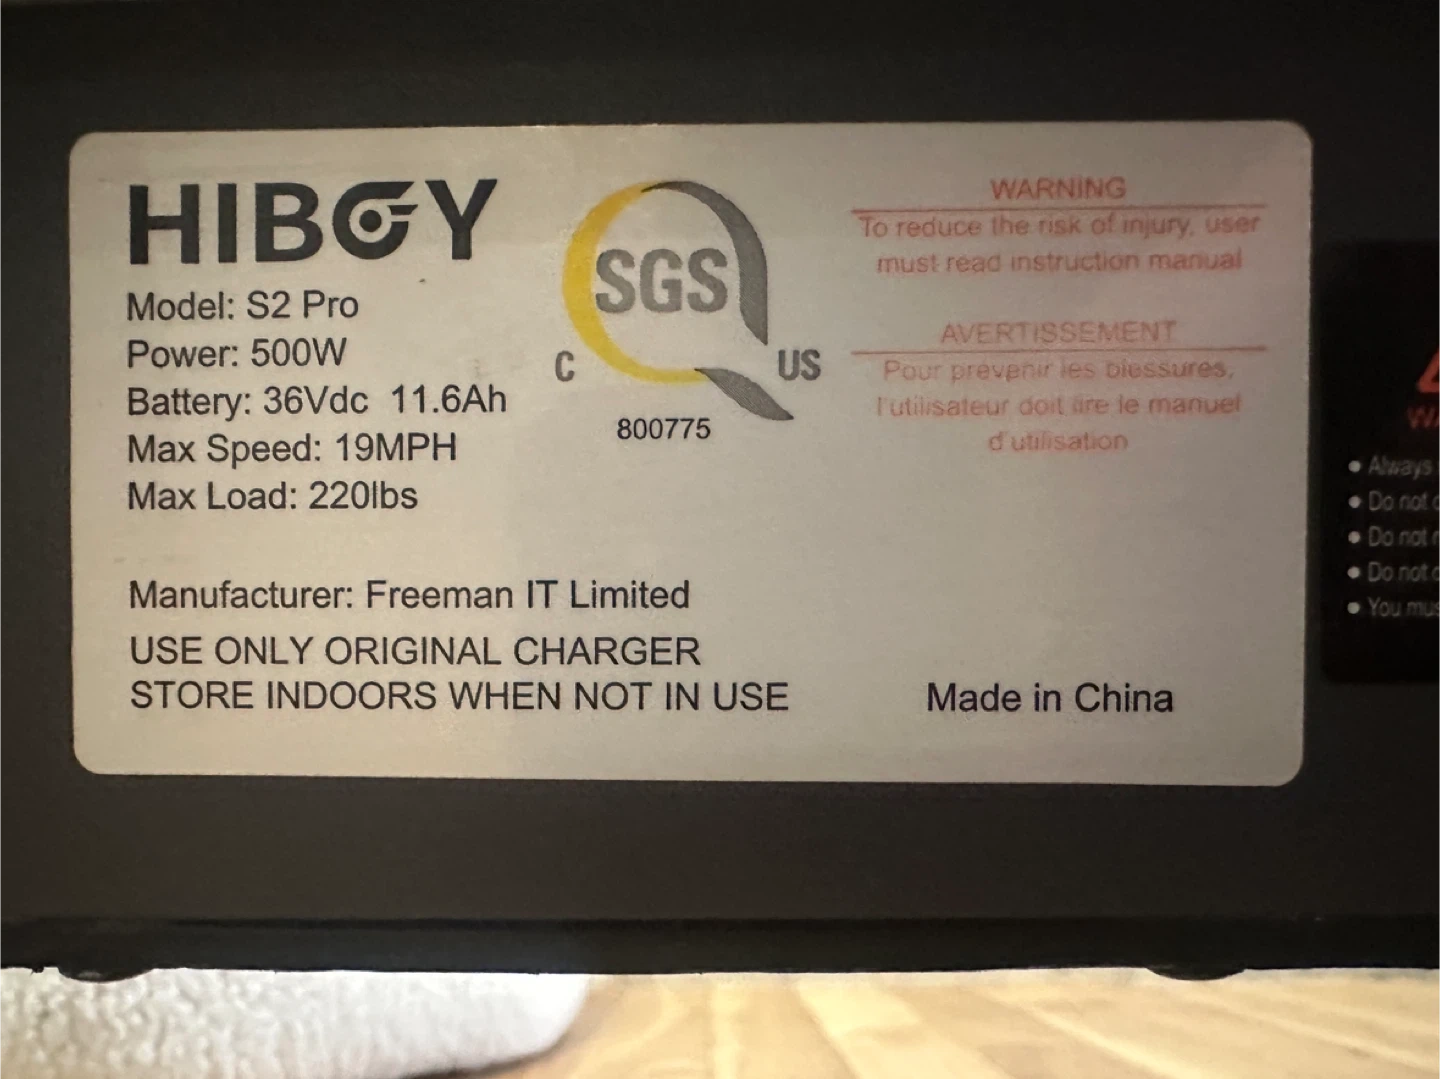 HIBOY
Model: S2 Pro
Power: 500W
Battery: 36Vdc 11.6Ah
Max Speed: 19MPH
Max Load: 220lbs
Manufacturer: Freeman IT Limited
USE ONLY ORIGINAL CHARGER
STORE INDOORS WHEN NOT IN USE
SGS
C US
800775
WARNING
To reduce the risk of injury, user
must read instruction manual
AVERTISSEMENT
Pour prevenir les blessures,
l'utilisateur doit lire le manuel
d'utilisation
Made in China
Always
Do not
Do not
Do not
You